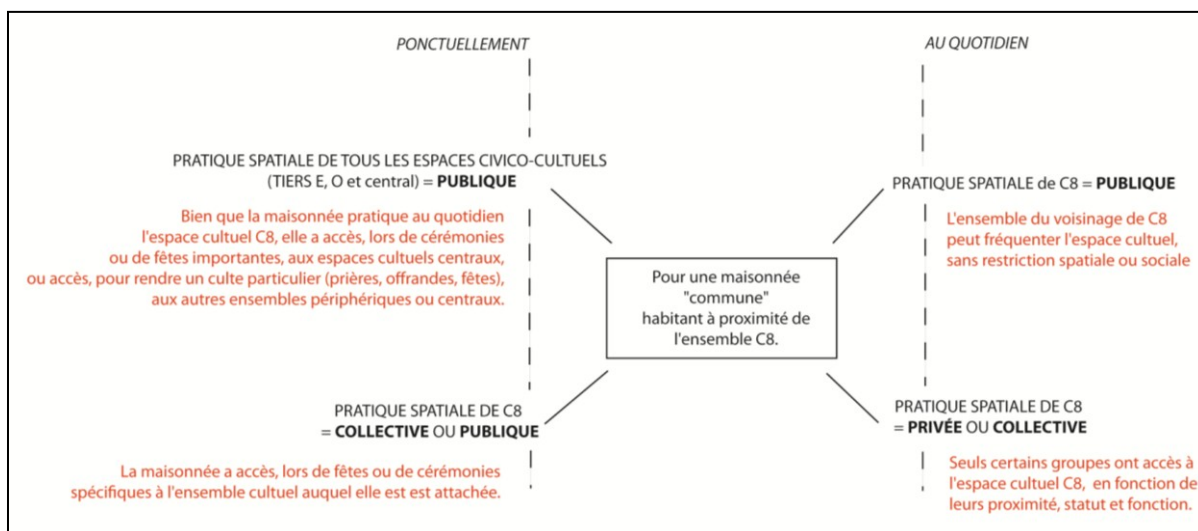 PONCTUELLEMENT
AU QUOTIDIEN
PRATIQUE SPATIALE DE TOUS LES ESPACES CIVICO-CULTUELS
(TIERS E, O et central) = PUBLIQUE
Bien que la maisonnée pratique au quotidien
l'espace cultuel C8, elle a accès, lors de cérémonies
ou de fêtes importantes, aux espaces cultuels centraux,
ou accès, pour rendre un culte particulier (prières, offrandes, fêtes),
aux autres ensembles périphériques ou centraux.
PRATIQUE SPATIALE de C8 = PUBLIQUE
L'ensemble du voisinage de C8
peut fréquenter l'espace cultuel,
sans restriction spatiale ou sociale
Pour une maisonnée
"commune"
habitant à proximité de
l'ensemble C8.
PRATIQUE SPATIALE DE C8
= COLLECTIVE OU PUBLIQUE
La maisonnée a accès, lors de fêtes ou de cérémonies
spécifiques à l'ensemble cultuel auquel elle est est attachée.
PRATIQUE SPATIALE DE C8
= PRIVÉE OU COLLECTIVE
Seuls certains groupes ont accès à
l'espace cultuel C8, en fonction de
leurs proximité, statut et fonction.